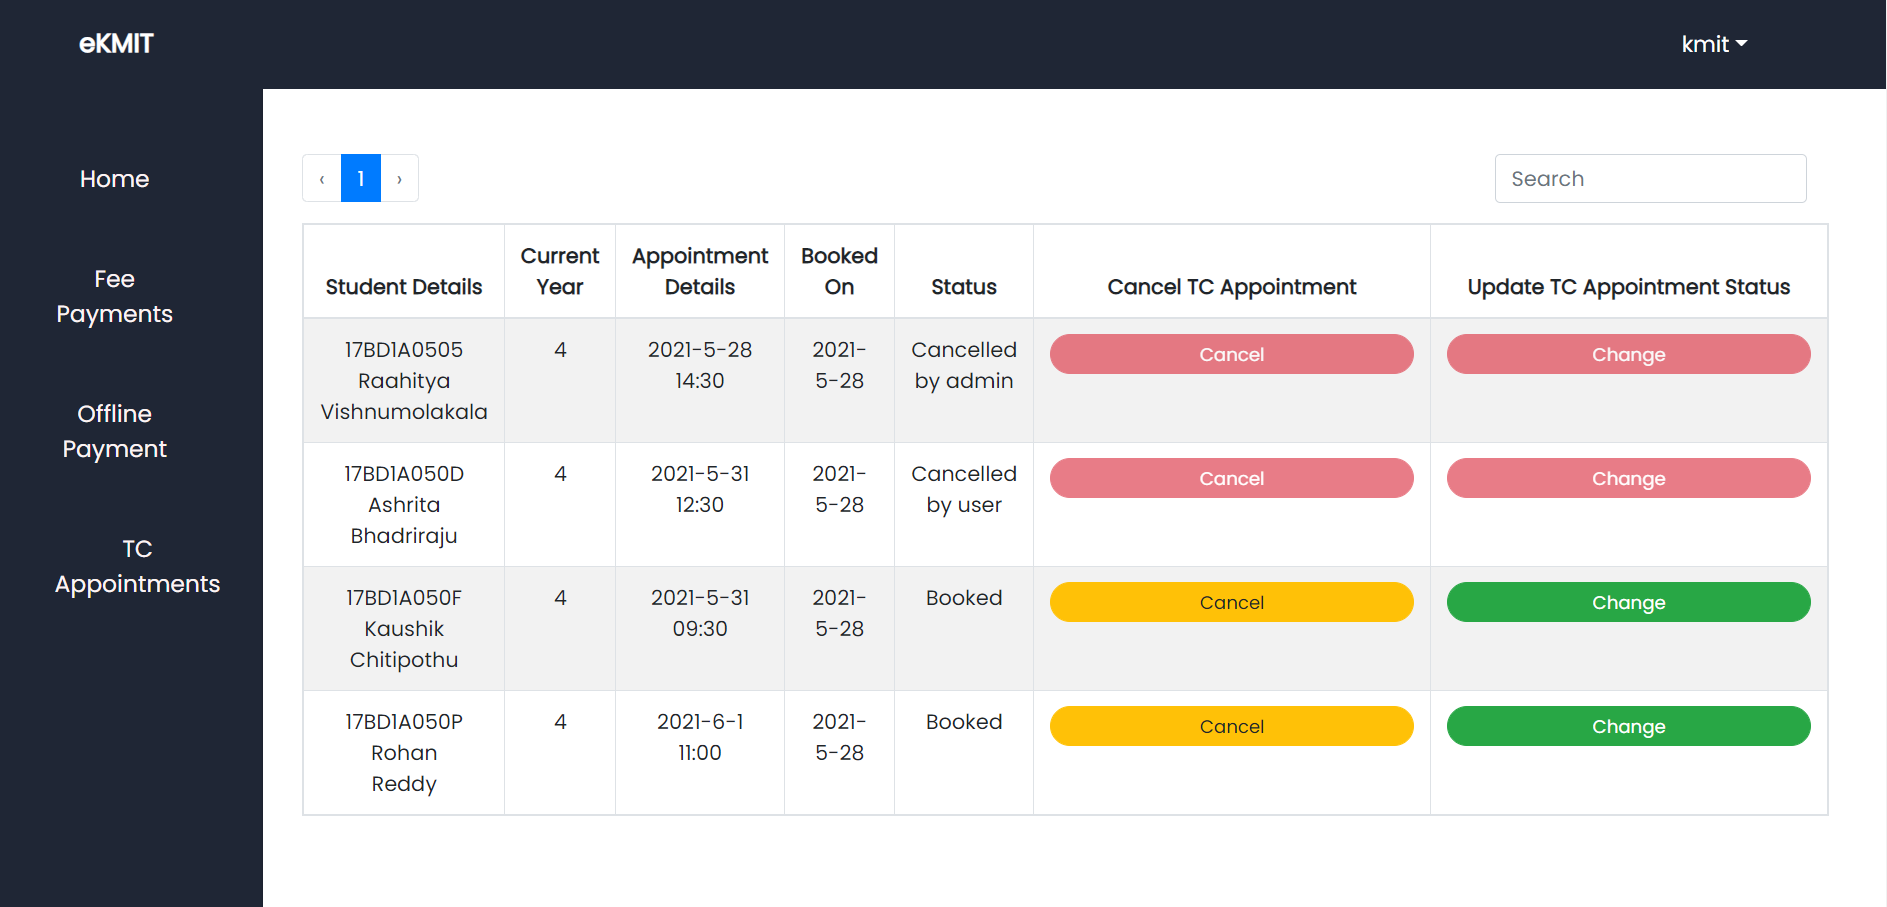 eKMIT
kmit
Home
Fee
Payments
Offline
Payment
TC
Appointments
‹ 1 ›
Search
Student Details
Current
Year
Appointment
Details
Booked
On
Status
Cancel TC Appointment
Update TC Appointment Status
17BD1A0505
Raahitya
Vishnumolakala
4
2021-5-28
14:30
2021-
5-28
Cancelled
by admin
Cancel
Change
17BD1A050D
Ashrita
Bhadriraju
4
2021-5-31
12:30
2021-
5-28
Cancelled
by user
Cancel
Change
17BD1A050F
Kaushik
Chitipothu
4
2021-5-31
09:30
2021-
5-28
Booked
Cancel
Change
17BD1A050P
Rohan
Reddy
4
2021-6-1
11:00
2021-
5-28
Booked
Cancel
Change